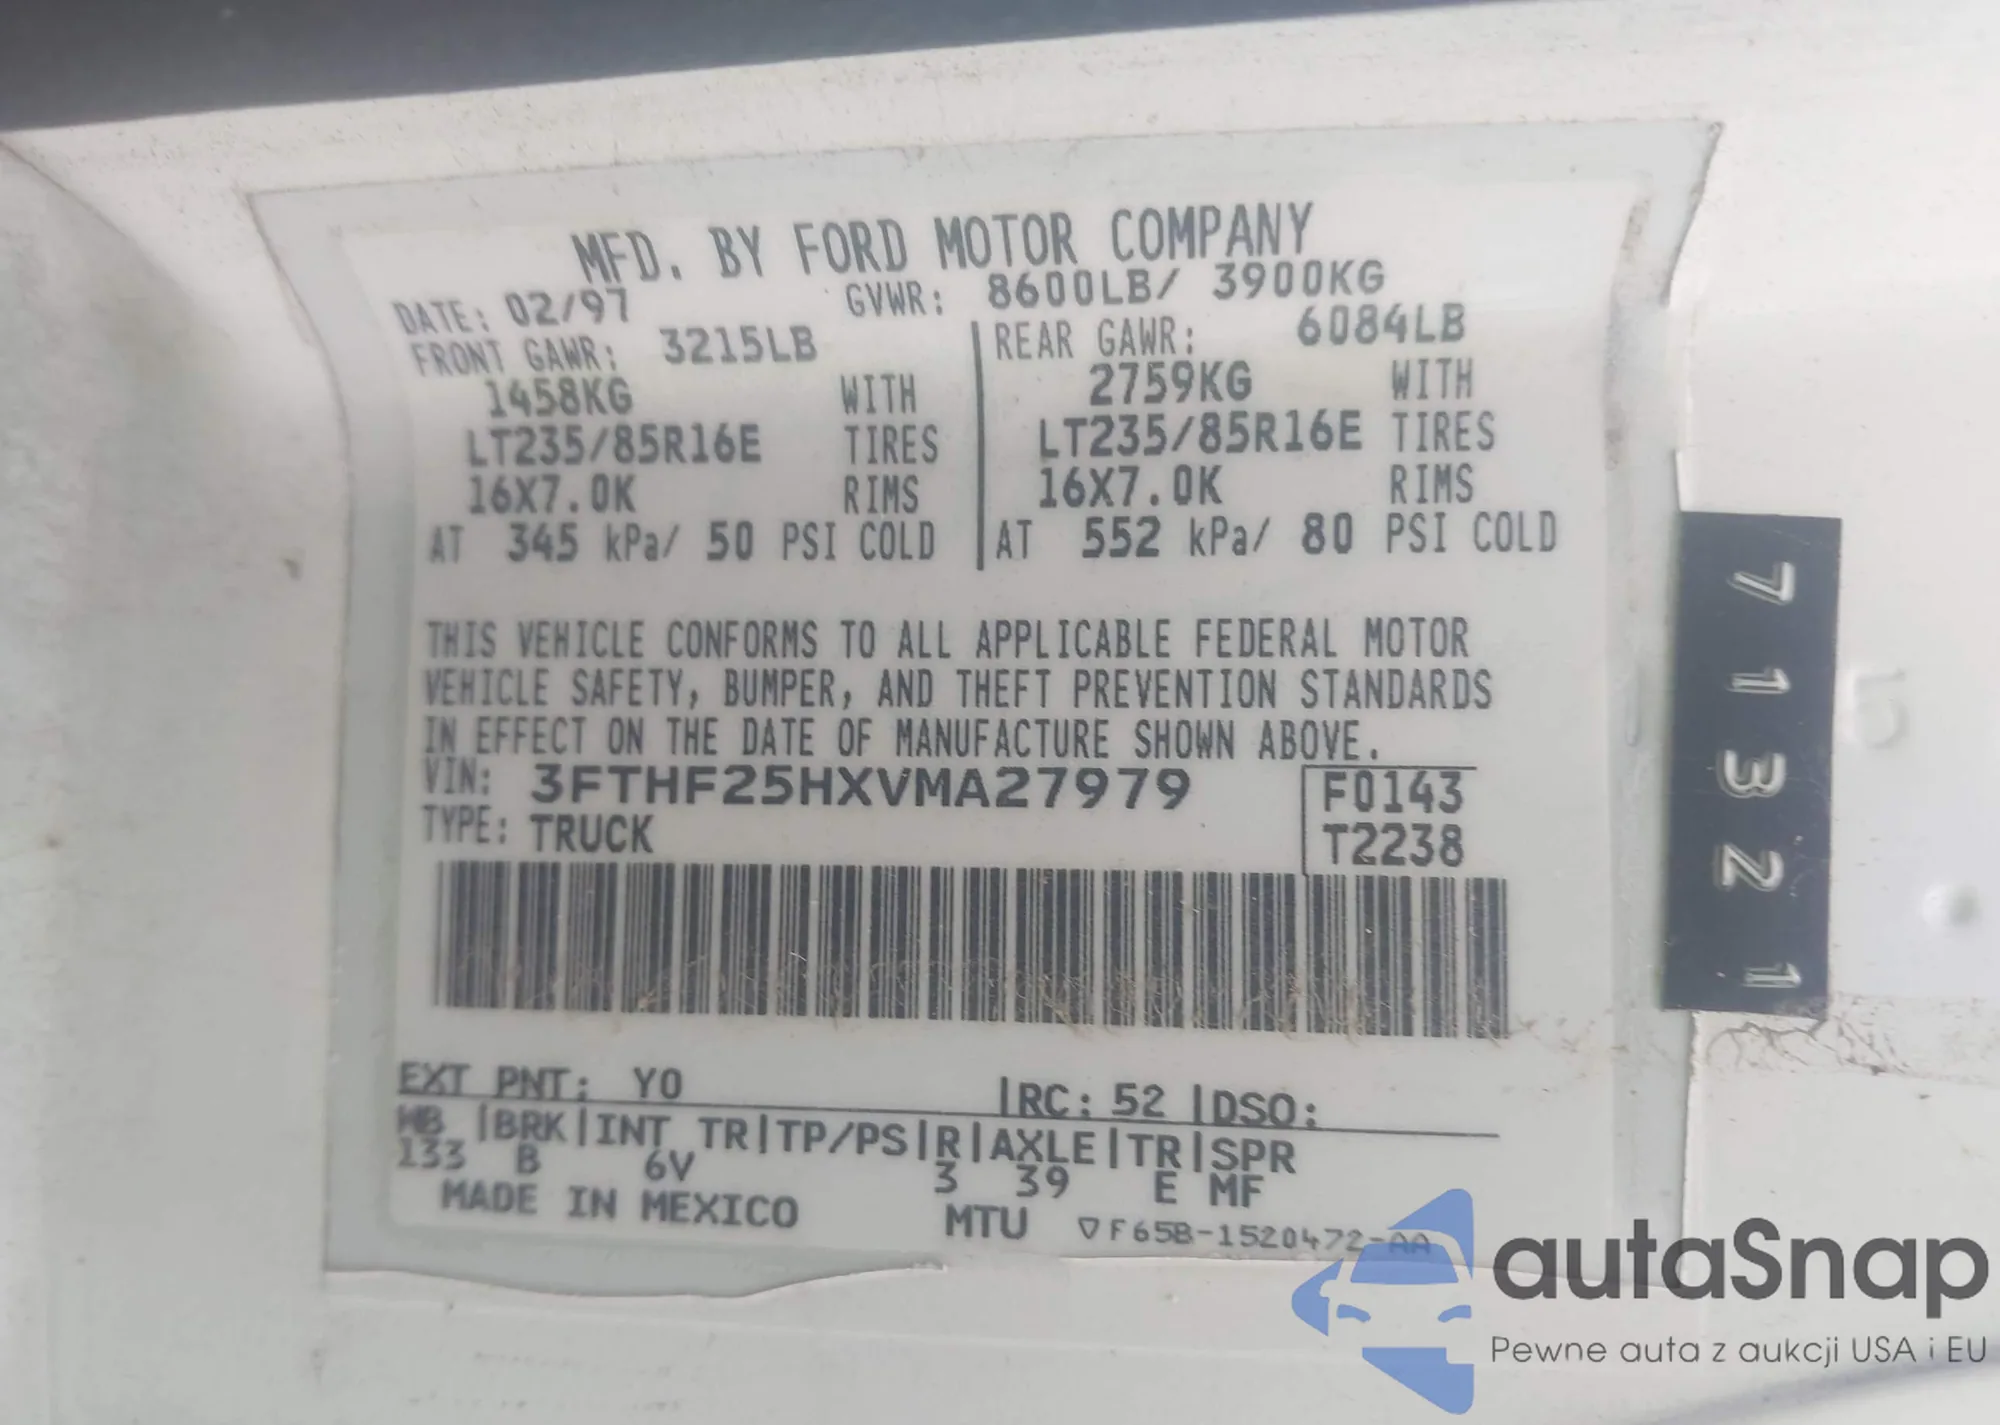 MFD. BY FORD MOTOR COMPANY
DATE: 02/97 GVWR: 8600LB/ 3900KG
FRONT GAWR: 3215LB REAR GAWR: 6084LB
1458KG WITH 2759KG WITH
LT235/85R16E TIRES LT235/85R16E TIRES
16X7.0K RIMS 16X7.0K RIMS
AT 345 kPa/ 50 PSI COLD AT 552 kPa/ 80 PSI COLD
THIS VEHICLE CONFORMS TO ALL APPLICABLE FEDERAL MOTOR
VEHICLE SAFETY, BUMPER, AND THEFT PREVENTION STANDARDS
IN EFFECT ON THE DATE OF MANUFACTURE SHOWN ABOVE.
VIN: 3FTHF25HXVMA27979 F0143
TYPE: TRUCK T2238
EXT PNT: YO |RC: 52 |DSO:
WB |BRK|INT TR|TP/PS|R|AXLE|TR|SPR
133 B 6V 3 39 E MF
MADE IN MEXICO MTU ▽F65B-1520472-AA
71321
autaSnap
Pewne auta z aukcji USA i EU